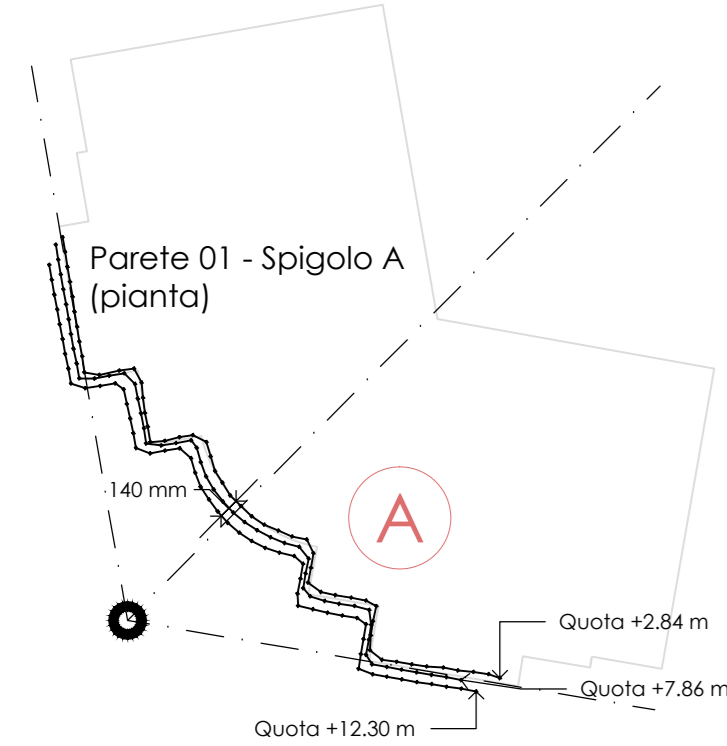 Parete 01 - Spigolo A
(pianta)
140 mm
A
Quota +2.84 m
Quota +7.86 m
Quota +12.30 m